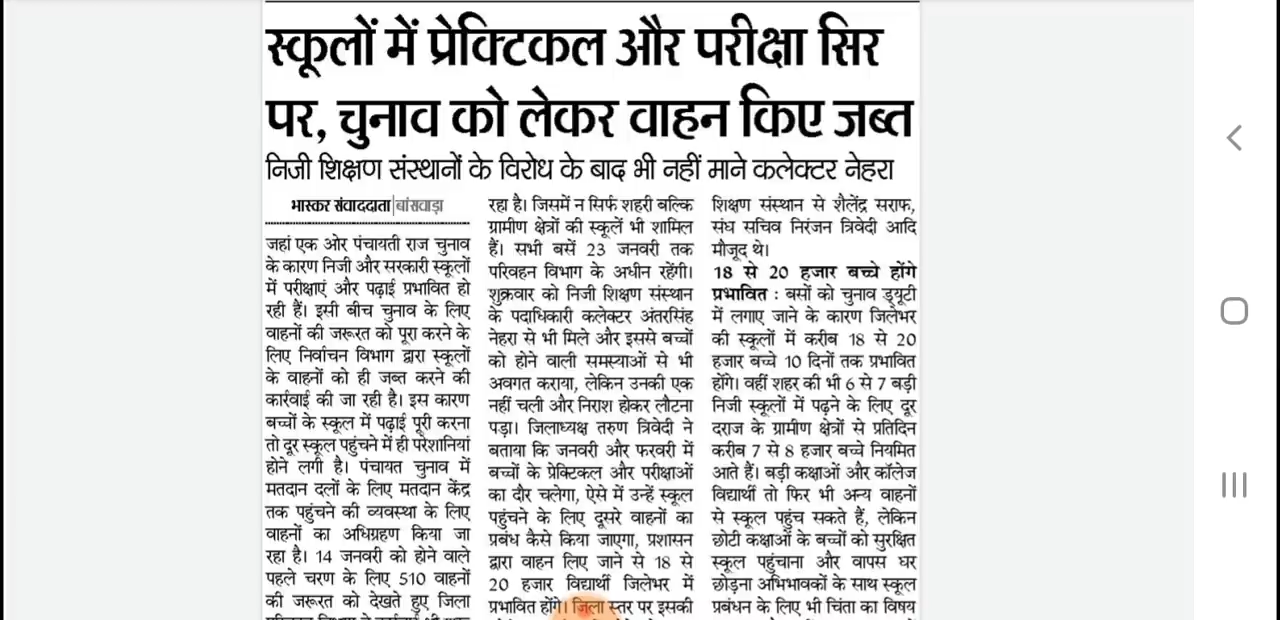 स्कूलों में प्रेक्टिकल और परीक्षा सिर
पर, चुनाव को लेकर वाहन किए जब्त
निजी शिक्षण संस्थानों के विरोध के बाद भी नहीं माने कलेक्टर नेहरा
भास्कर संवाददाता|बांसवाड़ा
जहां एक ओर पंचायती राज चुनाव
के कारण निजी और सरकारी स्कूलों
में परीक्षाएं और पढ़ाई प्रभावित हो
रही हैं। इसी बीच चुनाव के लिए
वाहनों की जरूरत को पूरा करने के
लिए निर्वाचन विभाग द्वारा स्कूलों
के वाहनों को ही जब्त करने की
कार्रवाई की जा रही है। इस कारण
बच्चों के स्कूल में पढ़ाई पूरी करना
तो दूर स्कूल पहुंचने में ही परेशानियां
होने लगी है। पंचायत चुनाव में
मतदान दलों के लिए मतदान केंद्र
तक पहुंचने की व्यवस्था के लिए
वाहनों का अधिग्रहण किया जा
रहा है। 14 जनवरी को होने वाले
पहले चरण के लिए 510 वाहनों
की जरूरत को देखते हुए जिला
रहा है। जिसमें न सिर्फ शहरी बल्कि
ग्रामीण क्षेत्रों की स्कूलें भी शामिल
हैं। सभी बसें 23 जनवरी तक
परिवहन विभाग के अधीन रहेंगी।
शुक्रवार को निजी शिक्षण संस्थान
के पदाधिकारी कलेक्टर अंतरसिंह
नेहरा से भी मिले और इससे बच्चों
को होने वाली समस्याओं से भी
अवगत कराया, लेकिन उनकी एक
नहीं चली और निराश होकर लौटना
पड़ा। जिलाध्यक्ष तरुण त्रिवेदी ने
बताया कि जनवरी और फरवरी में
बच्चों के प्रेक्टिकल और परीक्षाओं
का दौर चलेगा, ऐसे में उन्हें स्कूल
पहुंचने के लिए दूसरे वाहनों का
प्रबंध कैसे किया जाएगा, प्रशासन
द्वारा वाहन लिए जाने से 18 से
20 हजार विद्यार्थी जिलेभर में
प्रभावित होंगे। जिला स्तर पर इसकी
शिक्षण संस्थान से शैलेंद्र सराफ,
संघ सचिव निरंजन त्रिवेदी आदि
मौजूद थे।
18 से 20 हजार बच्चे होंगे
प्रभावित : बसों को चुनाव ड्यूटी
में लगाए जाने के कारण जिलेभर
की स्कूलों में करीब 18 से 20
हजार बच्चे 10 दिनों तक प्रभावित
होंगे। वहीं शहर की भी 6 से 7 बड़ी
निजी स्कूलों में पढ़ने के लिए दूर
दराज के ग्रामीण क्षेत्रों से प्रतिदिन
करीब 7 से 8 हजार बच्चे नियमित
आते हैं। बड़ी कक्षाओं और कॉलेज
विद्यार्थी तो फिर भी अन्य वाहनों
से स्कूल पहुंच सकते हैं, लेकिन
छोटी कक्षाओं के बच्चों को सुरक्षित
स्कूल पहुंचाना और वापस घर
छोड़ना अभिभावकों के साथ स्कूल
प्रबंधन के लिए भी चिंता का विषय